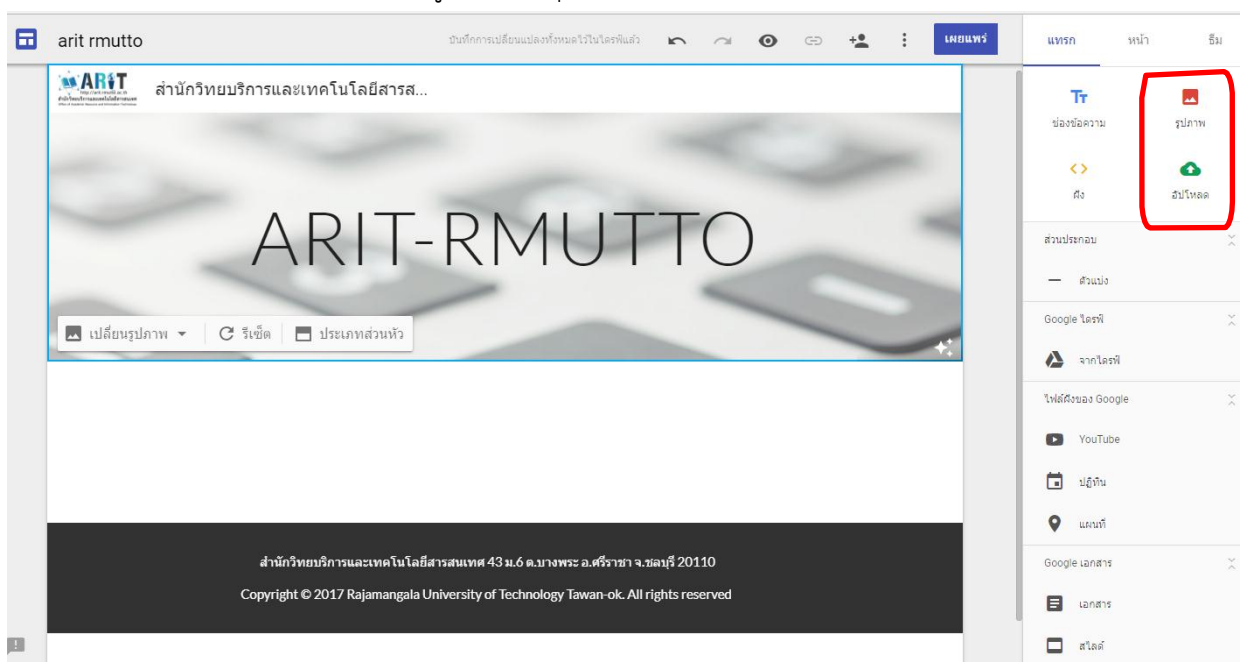 arit rmutto
บันทึกการเปลี่ยนแปลงทั้งหมดไว้ในไดรฟ์แล้ว
เผยแพร่
แทรก
หน้า
ธีม
ARiT
สำนักวิทยบริการและเทคโนโลยีสารส...
ARIT-RMUTTO
เปลี่ยนรูปภาพ
รีเซ็ต
ประเภทส่วนหัว
Tт
ช่องข้อความ
รูปภาพ
ฝัง
อัปโหลด
ส่วนประกอบ
ตัวแบ่ง
Google ไดรฟ์
จากไดรฟ์
ไฟล์ฝังของ Google
YouTube
ปฏิทิน
แผนที่
Google เอกสาร
เอกสาร
สไลด์
สำนักวิทยบริการและเทคโนโลยีสารสนเทศ 43 ม.6 ต.บางพระ อ.ศรีราชา จ.ชลบุรี 20110
Copyright © 2017 Rajamangala University of Technology Tawan-ok. All rights reserved